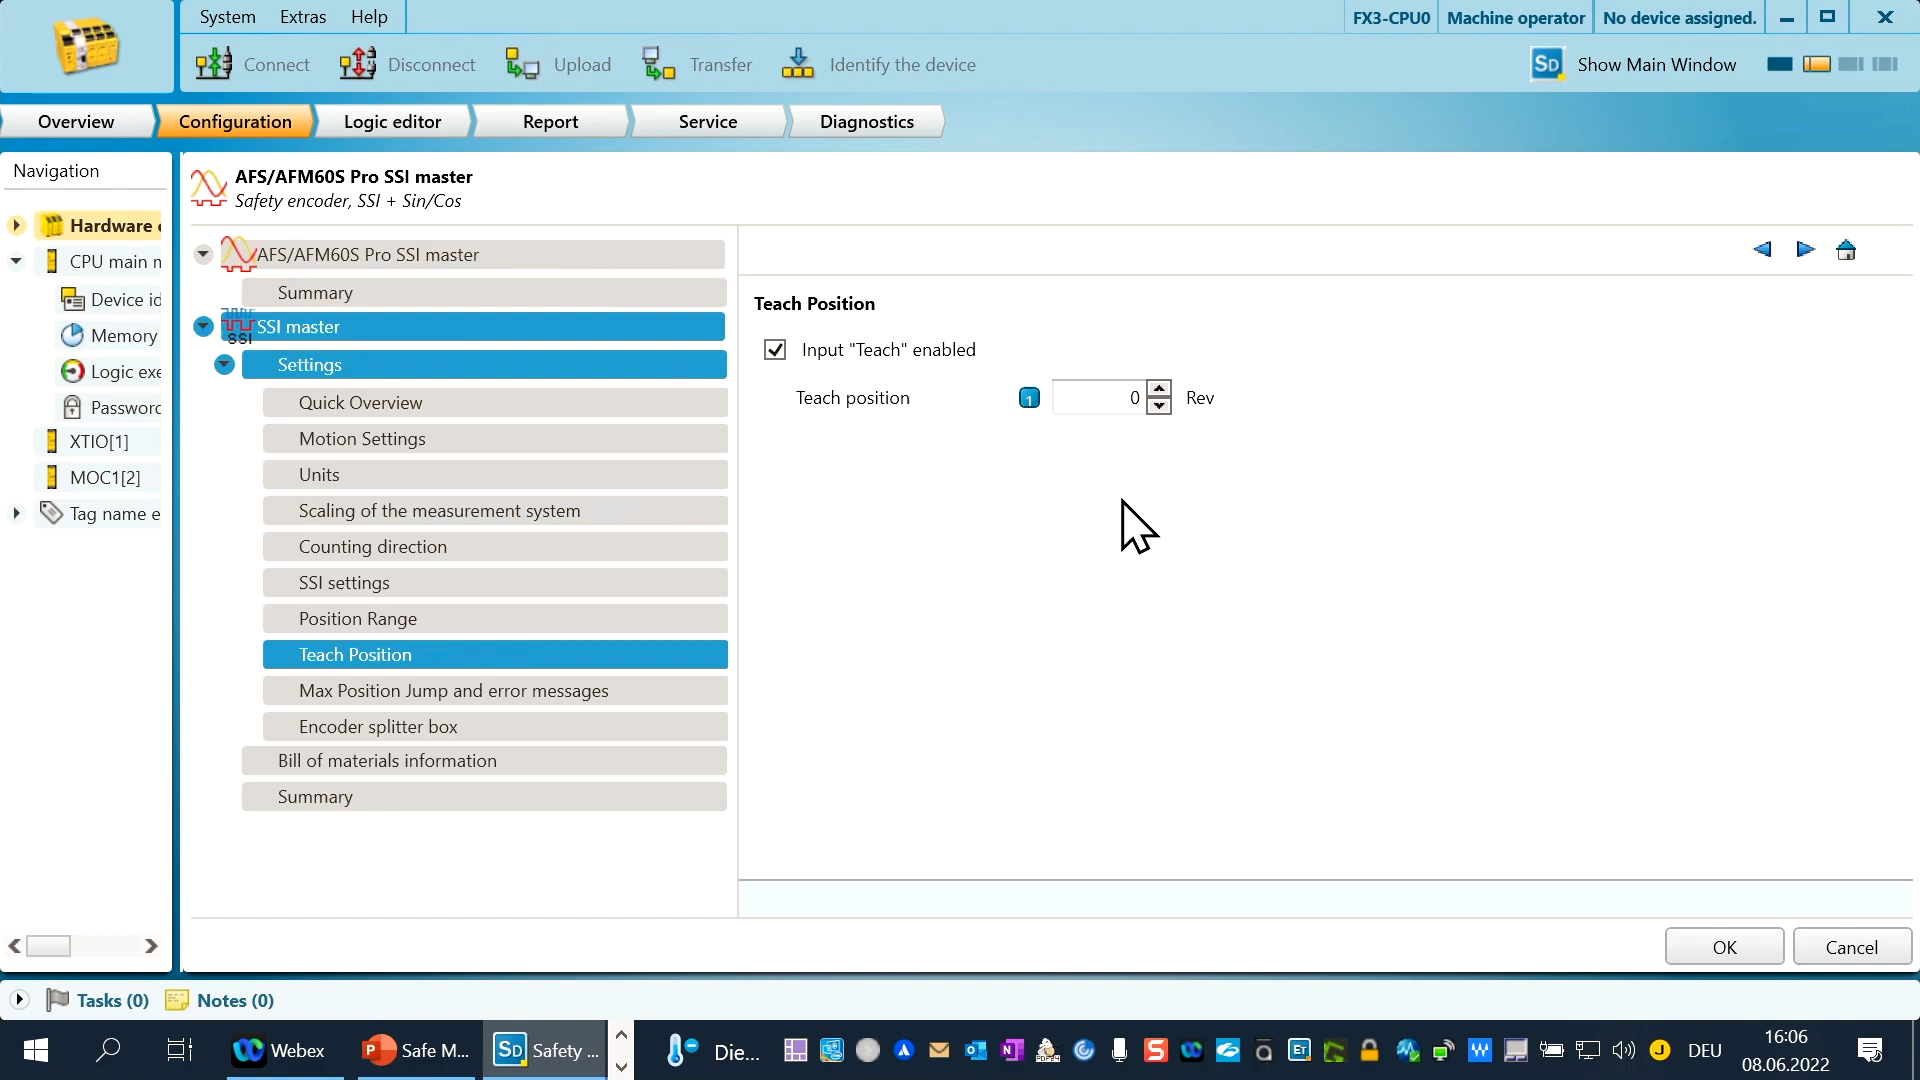 System Extras Help
FX3-CPU0 Machine operator No device assigned.
Connect Disconnect Upload Transfer Identify the device
SD Show Main Window
Overview Configuration Logic editor Report Service Diagnostics
Navigation
Hardware
CPU main
Device id
Memory
Logic exe
Password
XTIO[1]
MOC1[2]
Tag name e
AFS/AFM60S Pro SSI master
Safety encoder, SSI + Sin/Cos
AFS/AFM60S Pro SSI master
Summary
SSI master
SSI
Settings
Quick Overview
Motion Settings
Units
Scaling of the measurement system
Counting direction
SSI settings
Position Range
Teach Position
Max Position Jump and error messages
Encoder splitter box
Bill of materials information
Summary
Teach Position
Input "Teach" enabled
Teach position 1 0 Rev
OK Cancel
Tasks (0) Notes (0)
Webex Safe M... SD Safety ... Die... DEU
16:06
08.06.2022